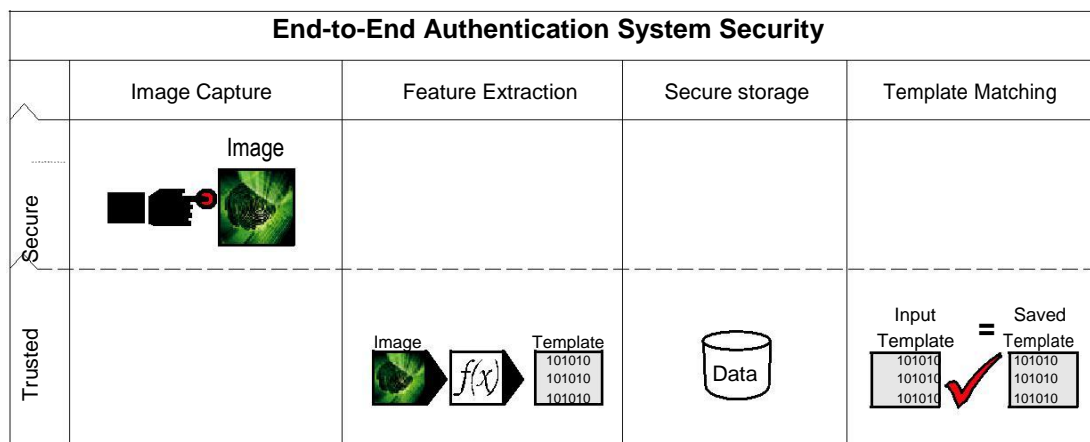 End-to-End Authentication System Security
Image Capture
Feature Extraction
Secure storage
Template Matching
Secure
Image
Trusted
Image
f(x)
Template
101010
101010
101010
Data
Input
Template
101010
101010
101010
=
Saved
Template
101010
101010
101010